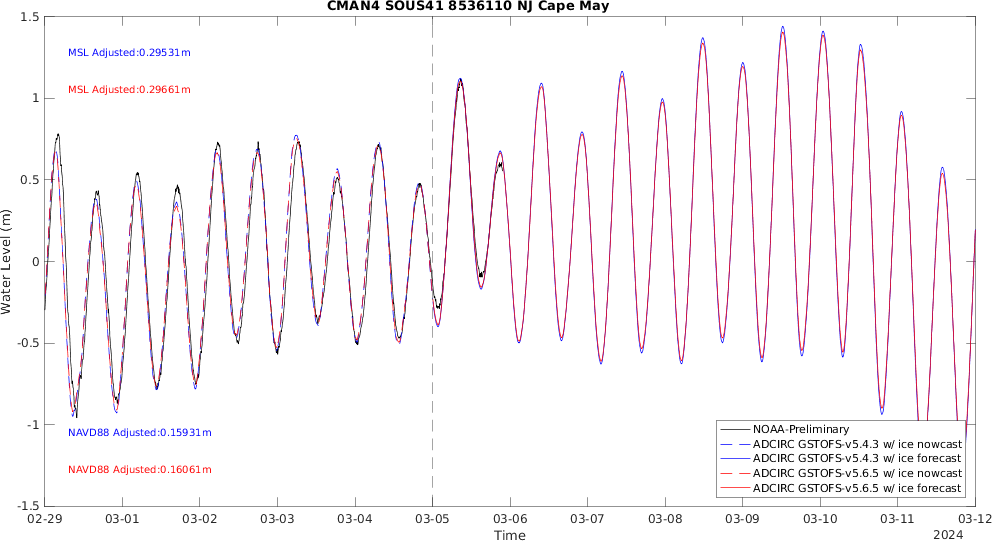 CMAN4 SOUS41 8536110 NJ Cape May
MSL Adjusted:0.29531m
MSL Adjusted:0.29661m
NAVD88 Adjusted:0.15931m
NAVD88 Adjusted:0.16061m
Water Level (m)
1.5
1
0.5
0
-0.5
-1
-1.5
NOAA-Preliminary
ADCIRC GSTOFS-v5.4.3 w/ ice nowcast
ADCIRC GSTOFS-v5.4.3 w/ ice forecast
ADCIRC GSTOFS-v5.6.5 w/ ice nowcast
ADCIRC GSTOFS-v5.6.5 w/ ice forecast
02-29 03-01 03-02 03-03 03-04 03-05 03-06 03-07 03-08 03-09 03-10 03-11 03-12
Time
2024